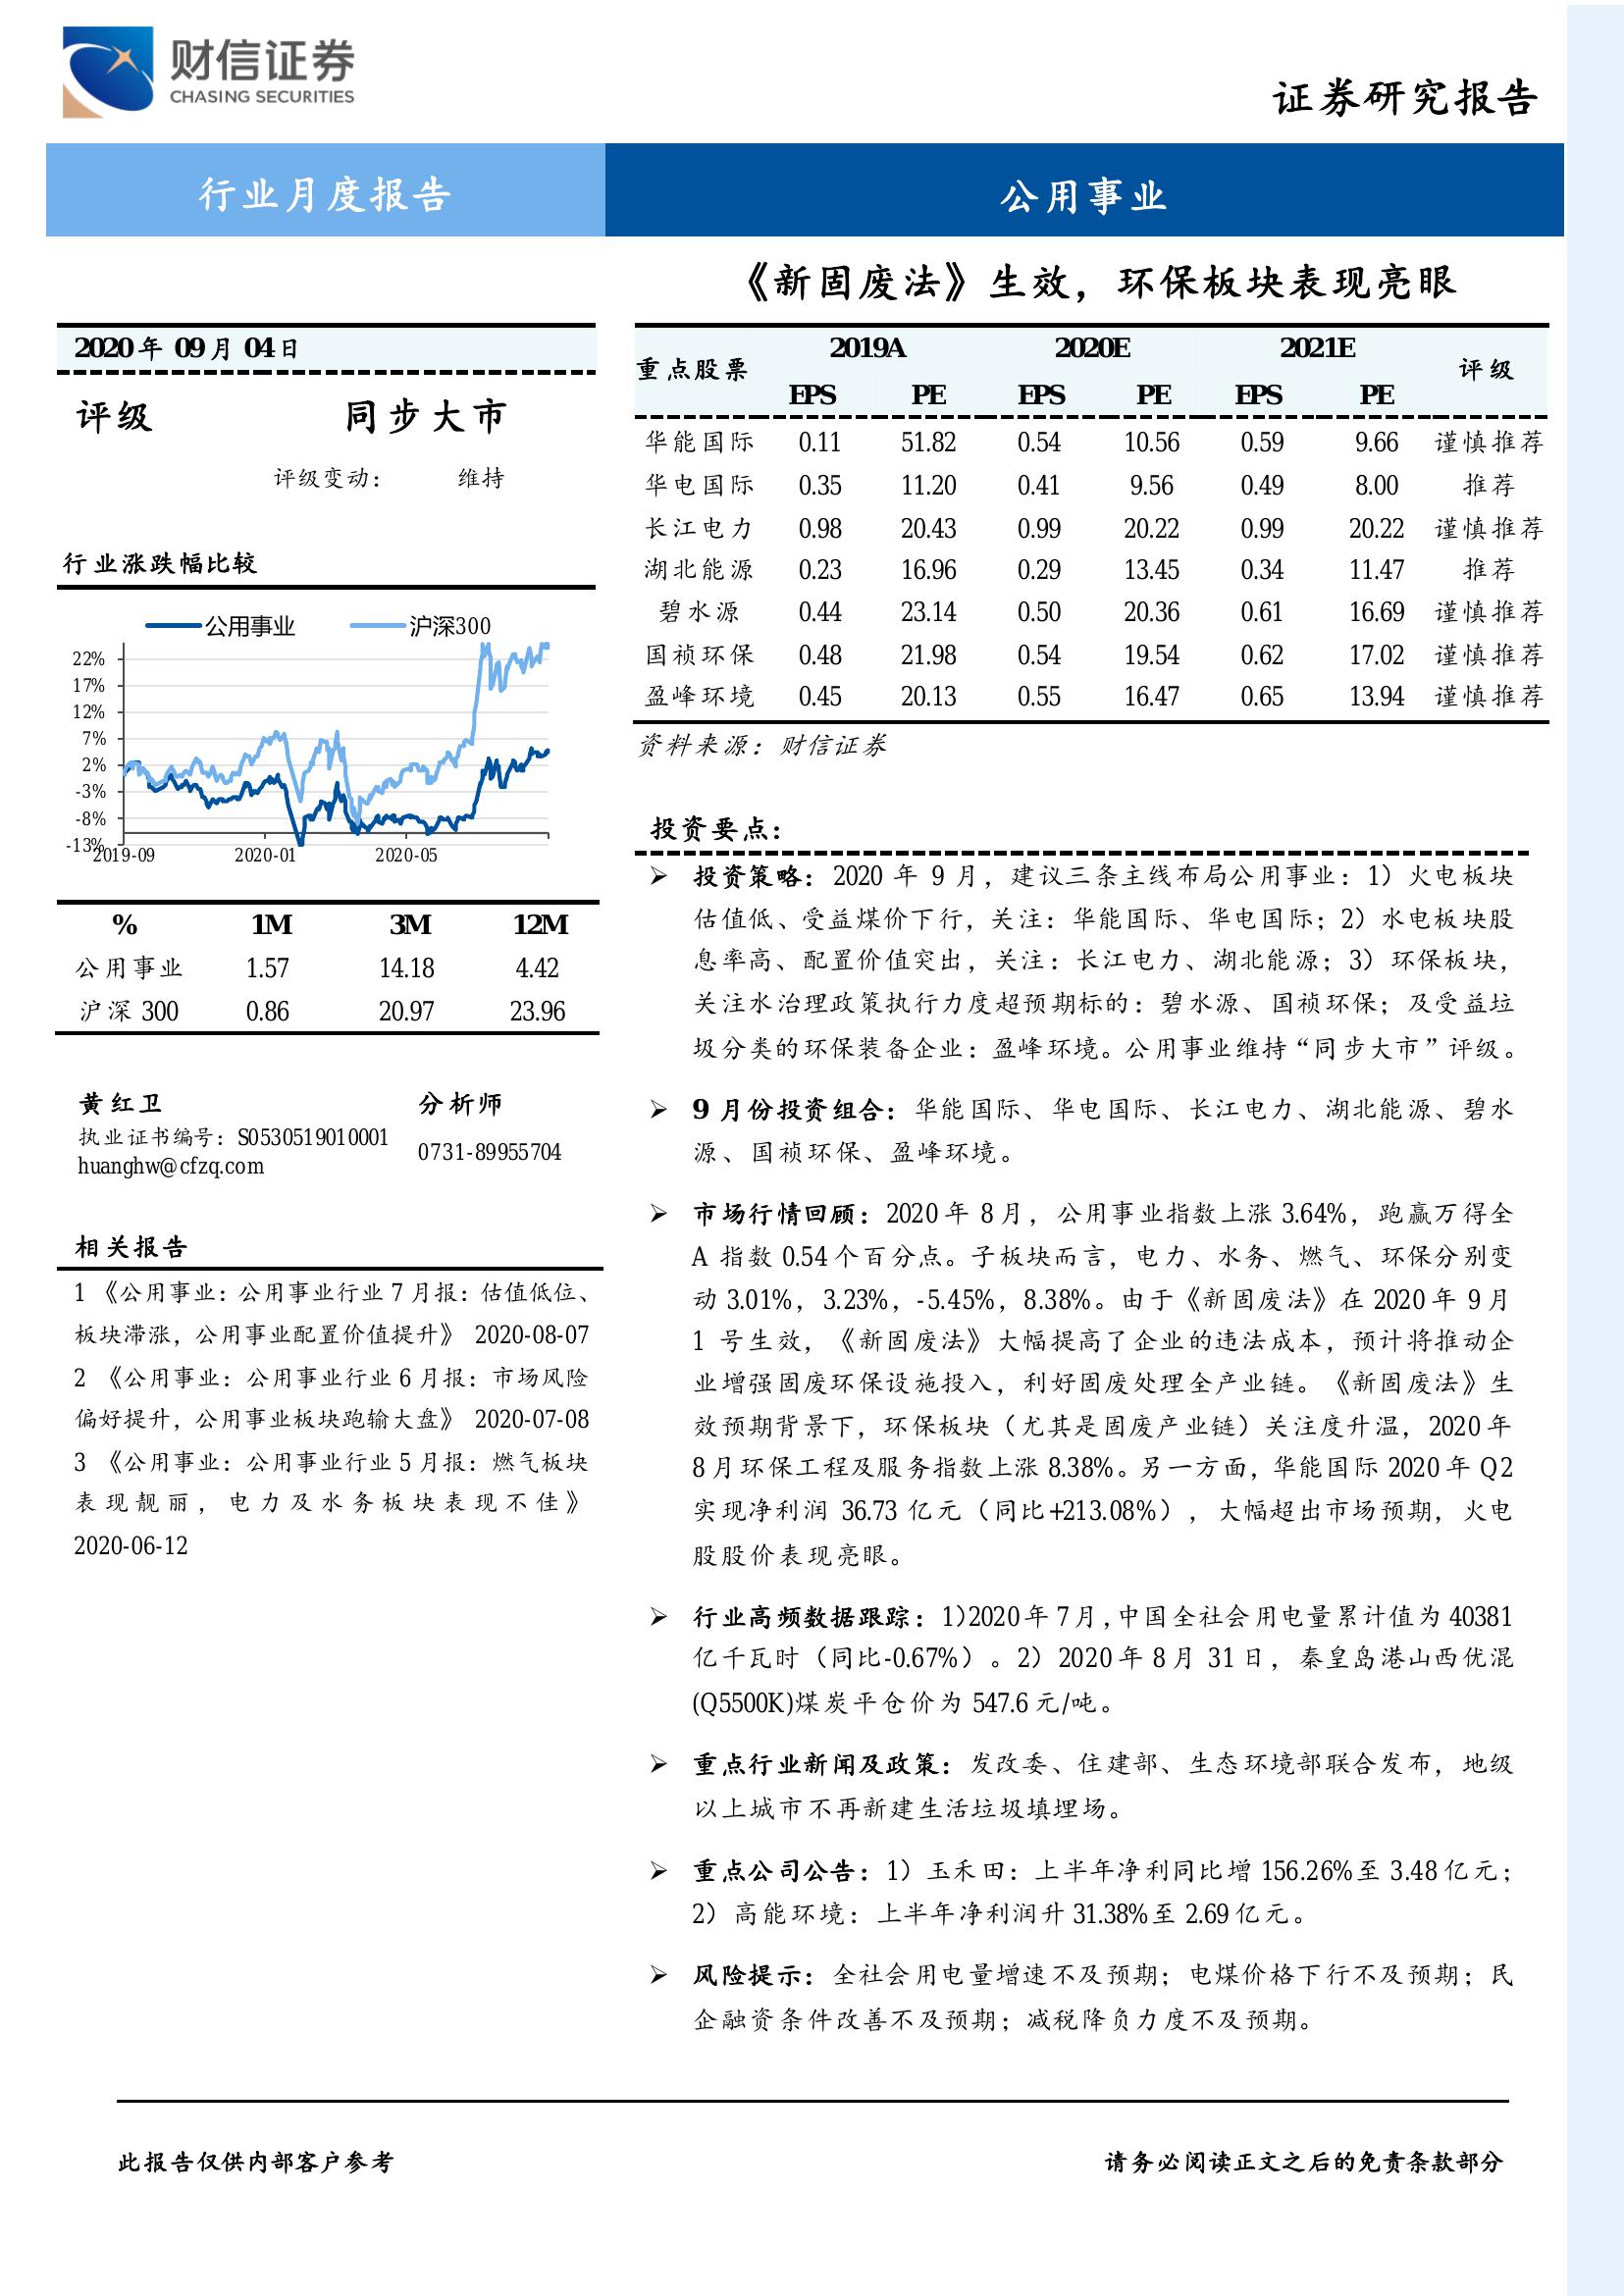 财信证券
CHASING SECURITIES
证券研究报告
行业月度报告
公用事业
《新固废法》生效，环保板块表现亮眼
2020年 09月 04日
评级 同步大市
评级变动： 维持
行业涨跌幅比较
公用事业 沪深300
22%
17%
12%
7%
2%
-3%
-8%
-13%
2019-09 2020-01 2020-05
% 1M 3M 12M
公用事业 1.57 14.18 4.42
沪深 300 0.86 20.97 23.96
黄红卫 分析师
执业证书编号：S0530519010001 0731-89955704
huanghw@cfzq.com
相关报告
1 《公用事业：公用事业行业 7 月报：估值低位、
板块滞涨，公用事业配置价值提升》 2020-08-07
2 《公用事业：公用事业行业 6 月报：市场风险
偏好提升，公用事业板块跑输大盘》 2020-07-08
3 《公用事业：公用事业行业 5 月报：燃气板块
表现靓丽，电力及水务板块表现不佳》
2020-06-12
重点股票 2019A 2020E 2021E 评级
EPS PE EPS PE EPS PE
华能国际 0.11 51.82 0.54 10.56 0.59 9.66 谨慎推荐
华电国际 0.35 11.20 0.41 9.56 0.49 8.00 推荐
长江电力 0.98 20.43 0.99 20.22 0.99 20.22 谨慎推荐
湖北能源 0.23 16.96 0.29 13.45 0.34 11.47 推荐
碧水源 0.44 23.14 0.50 20.36 0.61 16.69 谨慎推荐
国祯环保 0.48 21.98 0.54 19.54 0.62 17.02 谨慎推荐
盈峰环境 0.45 20.13 0.55 16.47 0.65 13.94 谨慎推荐
资料来源：财信证券
投资要点：
➢ 投资策略：2020 年 9 月，建议三条主线布局公用事业：1）火电板块
估值低、受益煤价下行，关注：华能国际、华电国际；2）水电板块股
息率高、配置价值突出，关注：长江电力、湖北能源；3）环保板块，
关注水治理政策执行力度超预期标的：碧水源、国祯环保；及受益垃
圾分类的环保装备企业：盈峰环境。公用事业维持“同步大市”评级。
➢ 9 月份投资组合：华能国际、华电国际、长江电力、湖北能源、碧水
源、国祯环保、盈峰环境。
➢ 市场行情回顾：2020 年 8 月，公用事业指数上涨 3.64%，跑赢万得全
A 指数 0.54 个百分点。子板块而言，电力、水务、燃气、环保分别变
动 3.01%，3.23%，-5.45%，8.38%。由于《新固废法》在 2020 年 9 月
1 号生效，《新固废法》大幅提高了企业的违法成本，预计将推动企
业增强固废环保设施投入，利好固废处理全产业链。《新固废法》生
效预期背景下，环保板块（尤其是固废产业链）关注度升温，2020 年
8 月环保工程及服务指数上涨 8.38%。另一方面，华能国际 2020 年 Q2
实现净利润 36.73 亿元（同比+213.08%），大幅超出市场预期，火电
股股价表现亮眼。
➢ 行业高频数据跟踪：1)2020 年 7 月,中国全社会用电量累计值为 40381
亿千瓦时（同比-0.67%）。2）2020 年 8 月 31 日，秦皇岛港山西优混
(Q5500K)煤炭平仓价为 547.6 元/吨。
➢ 重点行业新闻及政策：发改委、住建部、生态环境部联合发布，地级
以上城市不再新建生活垃圾填埋场。
➢ 重点公司公告：1）玉禾田：上半年净利同比增 156.26%至 3.48 亿元；
2）高能环境：上半年净利润升 31.38%至 2.69 亿元。
➢ 风险提示：全社会用电量增速不及预期；电煤价格下行不及预期；民
企融资条件改善不及预期；减税降负力度不及预期。
此报告仅供内部客户参考
请务必阅读正文之后的免责条款部分